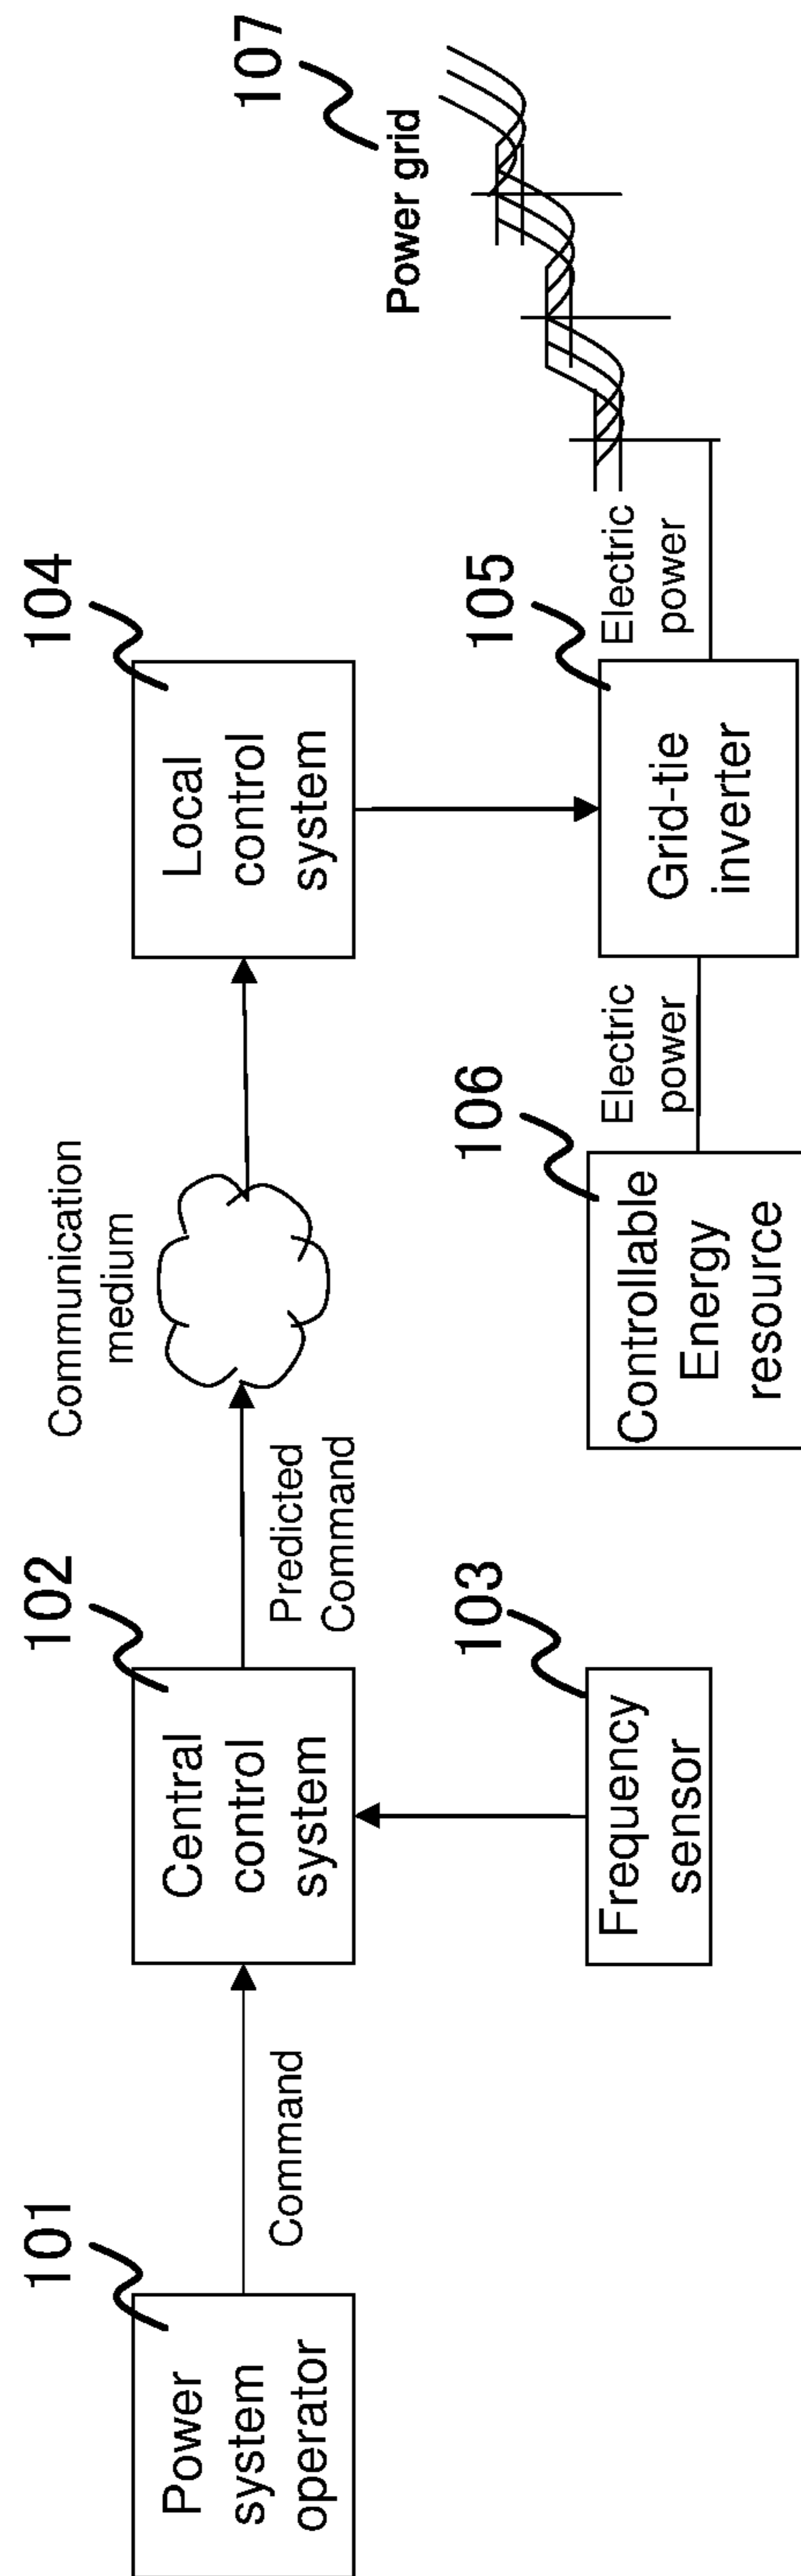 101
Power
system
operator
Command
102
Central
control
system
103
Frequency
sensor
Predicted
Command
Communication
medium
104
Local
control
system
106
Controllable
Energy
resource
Electric
power
105
Grid-tie
inverter
Electric
power
107
Power grid